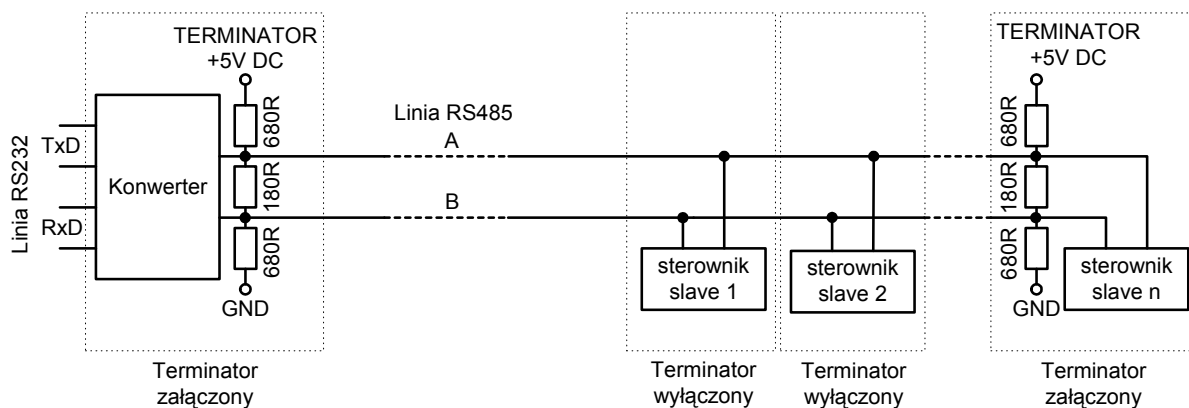 TERMINATOR
+5V DC
680R
180R
680R
GND
Linia RS232
TxD
RxD
Konwerter
Terminator
załączony
Linia RS485
A
B
sterownik
slave 1
Terminator
wyłączony
sterownik
slave 2
Terminator
wyłączony
TERMINATOR
+5V DC
680R
180R
680R
GND
sterownik
slave n
Terminator
załączony